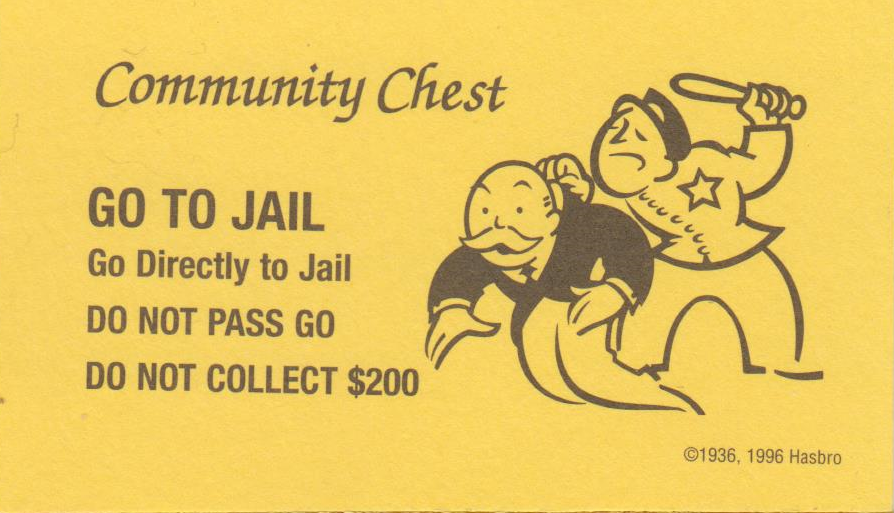 Community Chest
GO TO JAIL
Go Directly to Jail
DO NOT PASS GO
DO NOT COLLECT $200
©1936, 1996 Hasbro